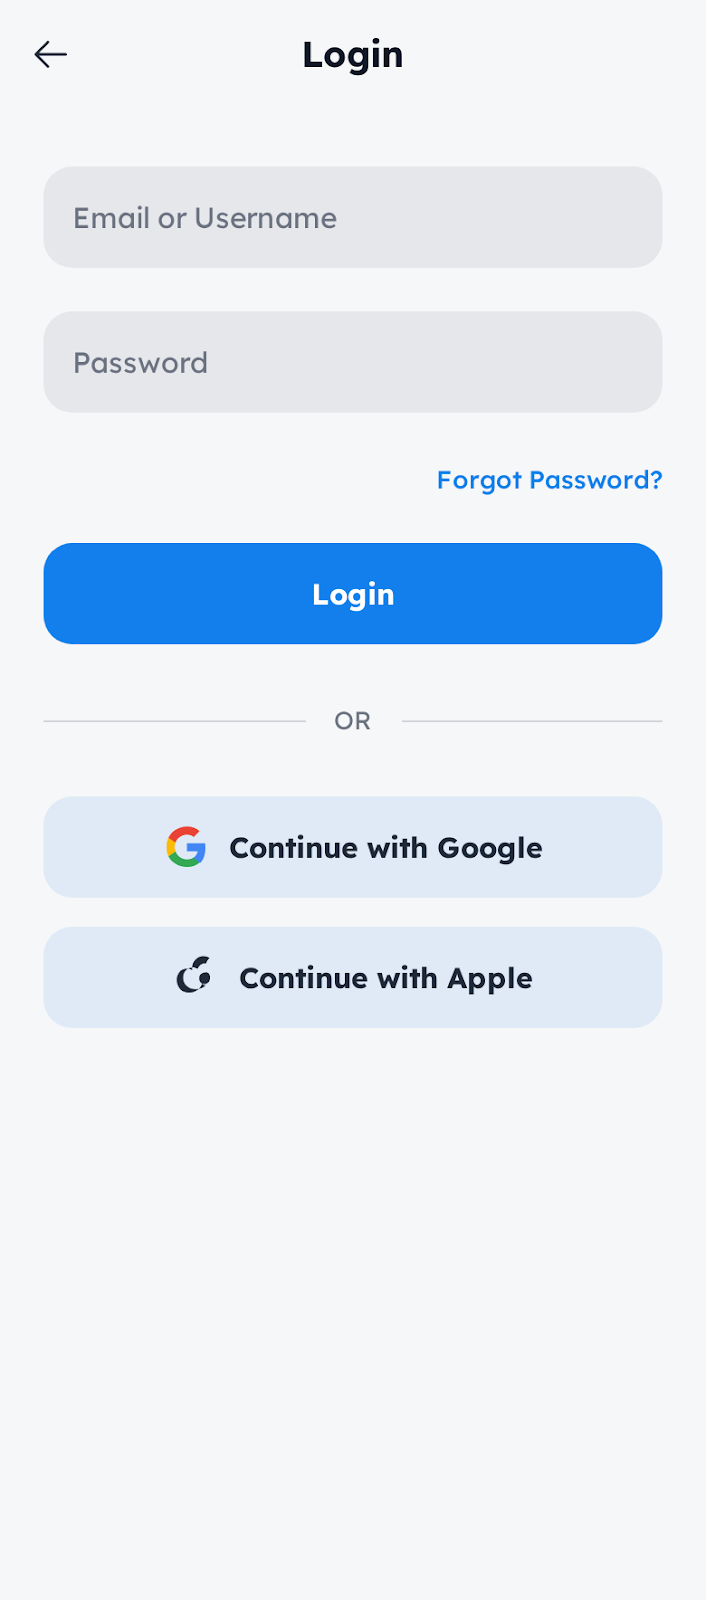 Login
Email or Username
Password
Forgot Password?
Login
OR
Continue with Google
Continue with Apple